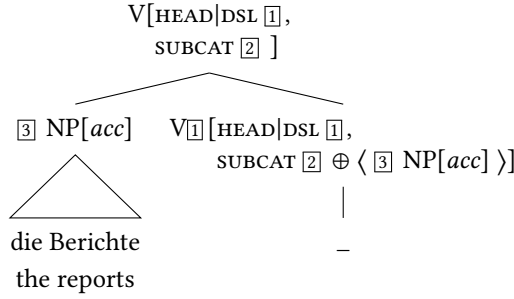 V[HEAD|DSL 1,
SUBCAT 2 ]
3 NP[acc] V1[HEAD|DSL 1,
SUBCAT 2 ⊕ ⟨ 3 NP[acc] ⟩]
die Berichte
the reports
–